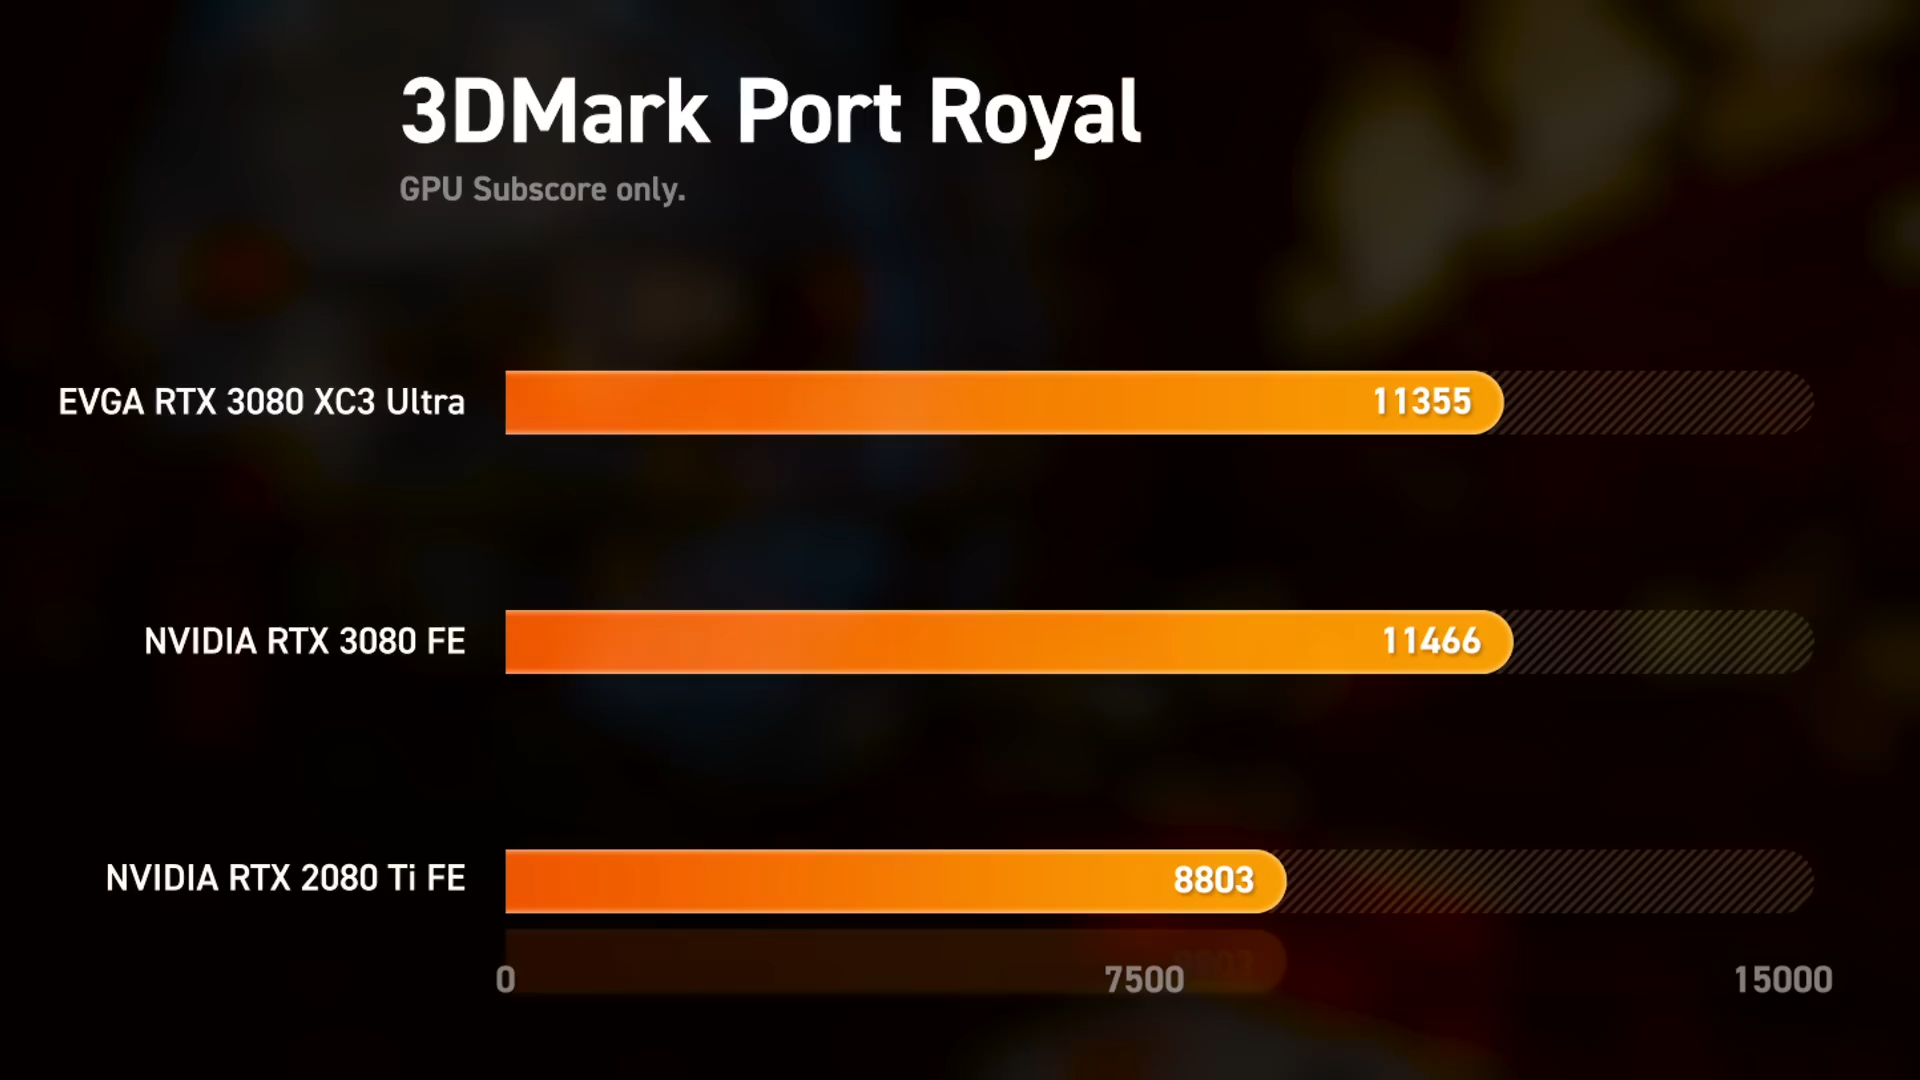 3DMark Port Royal
GPU Subscore only.
EVGA RTX 3080 XC3 Ultra
11355
NVIDIA RTX 3080 FE
11466
NVIDIA RTX 2080 Ti FE
8803
0
7500
15000